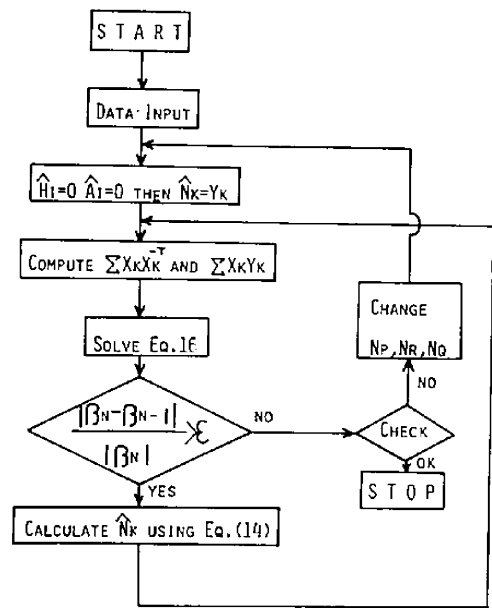 START
DATA·INPUT
ĤI=0 ÂI=0 THEN N̂K=YK
COMPUTE ΣXKX̄K^T AND ΣXKYK
SOLVE EQ.16
|βN-βN-1|
>ε
|βN|
NO
YES
CALCULATE N̂K USING EQ.(14)
CHECK
OK
STOP
NO
CHANGE
NP,NR,NQ